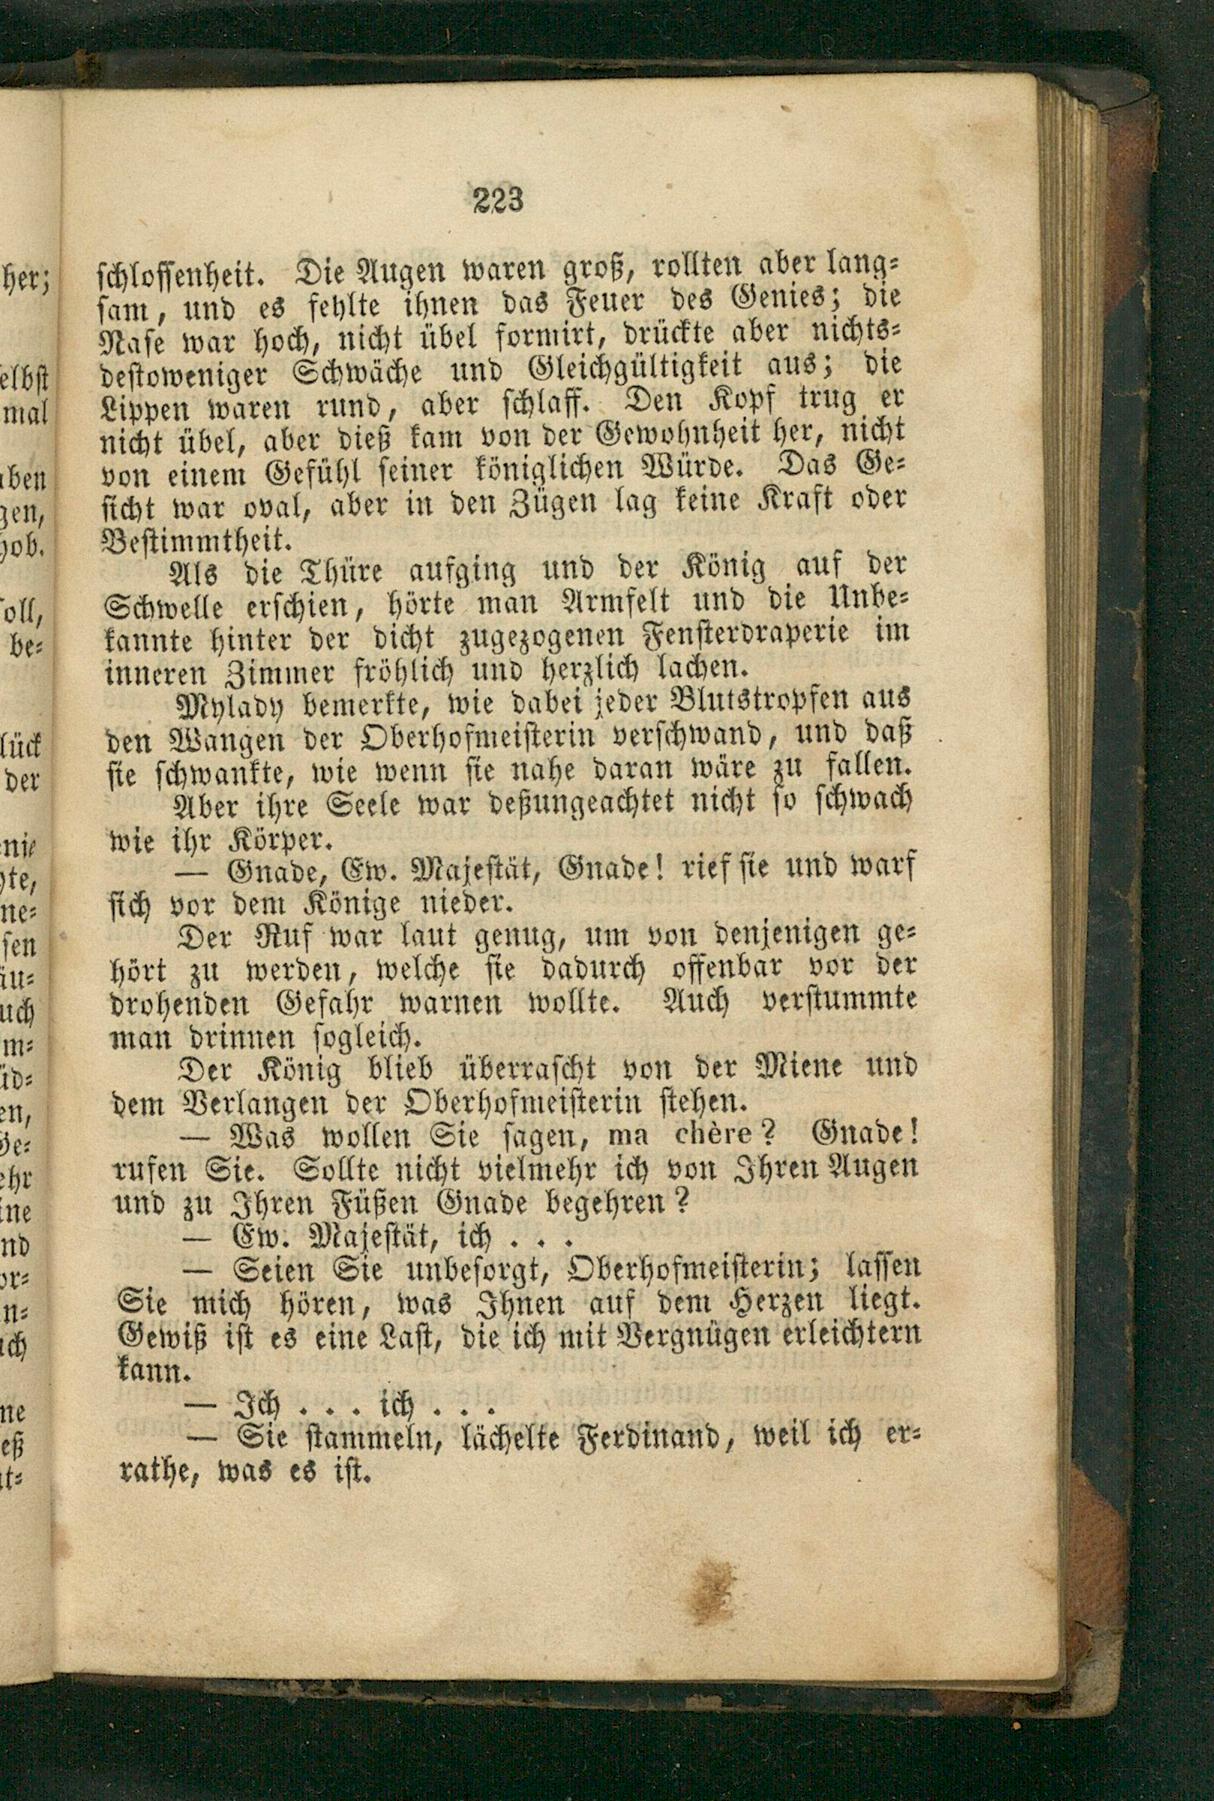 223
schlossenheit. Die Augen waren groß, rollten aber lang-
sam, und es fehlte ihnen das Feuer des Genies; die
Nase war hoch, nicht übel formirt, drückte aber nichts-
destoweniger Schwäche und Gleichgültigkeit aus; die
Lippen waren rund, aber schlaff. Den Kopf trug er
nicht übel, aber dieß kam von der Gewohnheit her, nicht
von einem Gefühl seiner königlichen Würde. Das Ge-
sicht war oval, aber in den Zügen lag keine Kraft oder
Bestimmtheit.
Als die Thüre aufging und der König auf der
Schwelle erschien, hörte man Armfelt und die Unbe-
kannte hinter der dicht zugezogenen Fensterdraperie im
inneren Zimmer fröhlich und herzlich lachen.
Mylady bemerkte, wie dabei jeder Blutstropfen aus
den Wangen der Oberhofmeisterin verschwand, und daß
sie schwankte, wie wenn sie nahe daran wäre zu fallen.
Aber ihre Seele war deßungeachtet nicht so schwach
wie ihr Körper.
— Gnade, Ew. Majestät, Gnade! rief sie und warf
sich vor dem Könige nieder.
Der Ruf war laut genug, um von denjenigen ge-
hört zu werden, welche sie dadurch offenbar vor der
drohenden Gefahr warnen wollte. Auch verstummte
man drinnen sogleich.
Der König blieb überrascht von der Miene und
dem Verlangen der Oberhofmeisterin stehen.
— Was wollen Sie sagen, ma chère? Gnade!
rufen Sie. Sollte nicht vielmehr ich von Ihren Augen
und zu Ihren Füßen Gnade begehren?
— Ew. Majestät, ich . . .
— Seien Sie unbesorgt, Oberhofmeisterin; lassen
Sie mich hören, was Ihnen auf dem Herzen liegt.
Gewiß ist es eine Last, die ich mit Vergnügen erleichtern
kann.
— Ich . . . ich . . .
— Sie stammeln, lächelte Ferdinand, weil ich er-
rathe, was es ist.